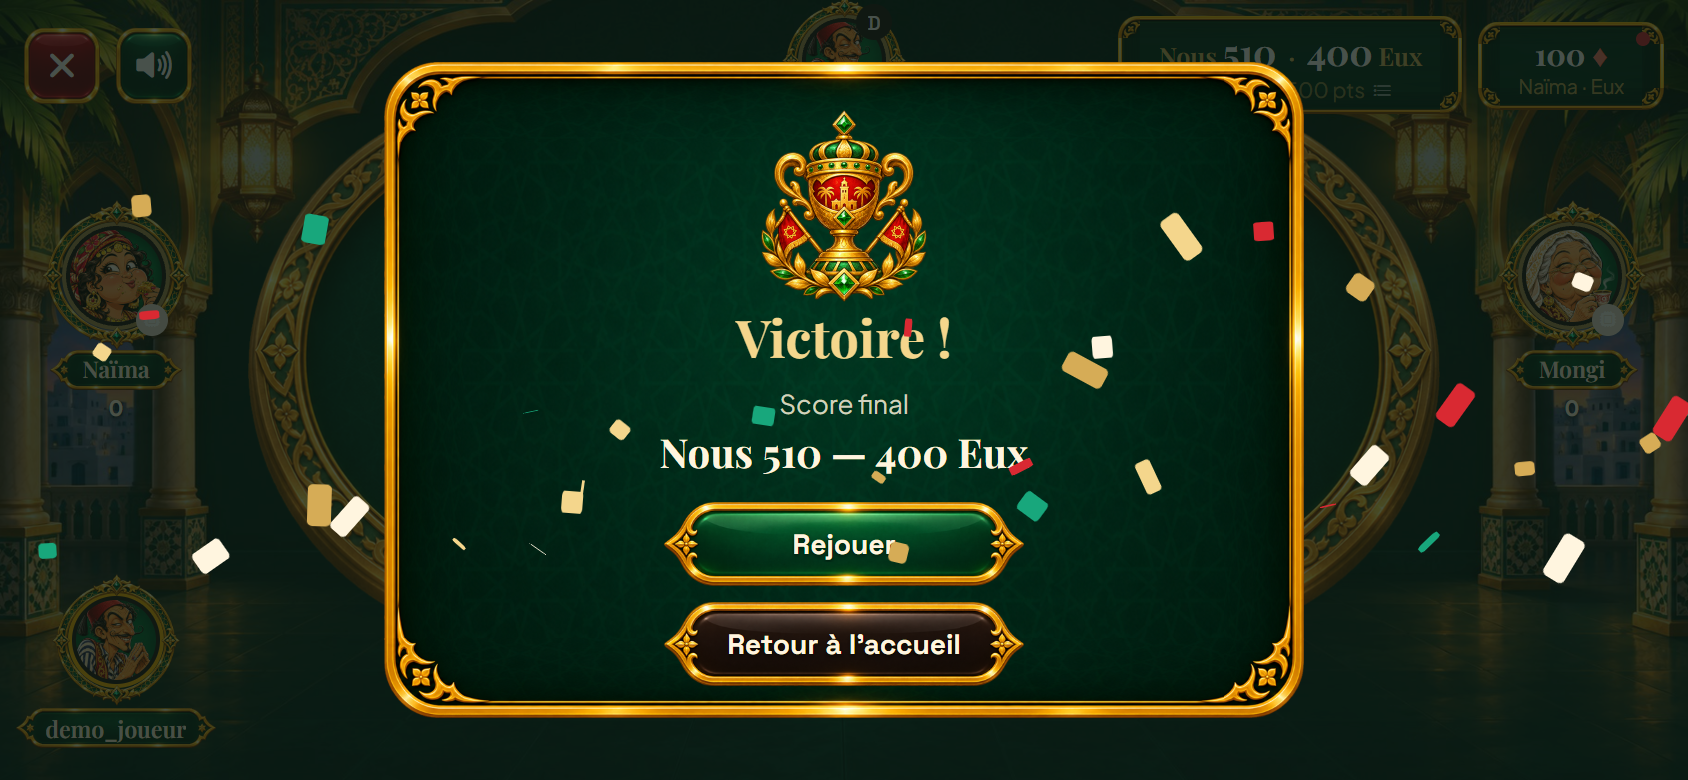 D
Nous 510 · 400 Eux
00 pts
100 ♦
Naïma · Eux
Victoire !
Score final
Nous 510 — 400 Eux
Rejouer
Retour à l'accueil
Naïma
0
Mongi
0
demo_joueur